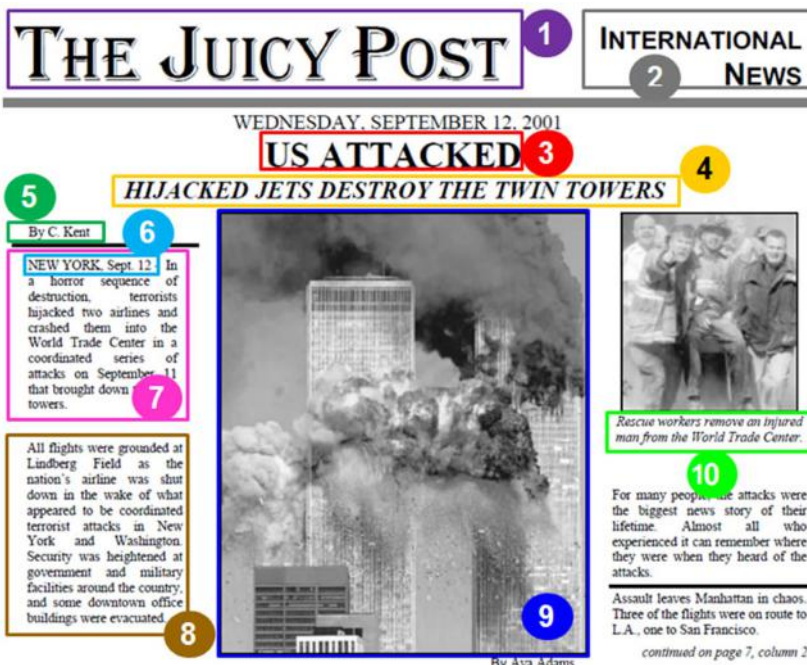 THE JUICY POST
1
INTERNATIONAL
2
NEWS
WEDNESDAY, SEPTEMBER 12, 2001
US ATTACKED
3
HIJACKED JETS DESTROY THE TWIN TOWERS
4
5
By C. Kent
6
NEW YORK, Sept. 12 - In
a horror sequence of
destruction, terrorists
hijacked two airlines and
crashed them into the
World Trade Center in a
coordinated series of
attacks on September 11
that brought down
towers.
7
All flights were grounded at
Lindberg Field as the
nation's airline was shut
down in the wake of what
appeared to be coordinated
terrorist attacks in New
York and Washington.
Security was heightened at
government and military
facilities around the country,
and some downtown office
buildings were evacuated.
8
9
By Ava Adams
Rescue workers remove an injured
man from the World Trade Center.
10
For many people, the attacks were
the biggest news story of their
lifetime. Almost all who
experienced it can remember where
they were when they heard of the
attacks.
Assault leaves Manhattan in chaos.
Three of the flights were on route to
L.A., one to San Francisco.
continued on page 7, column 2